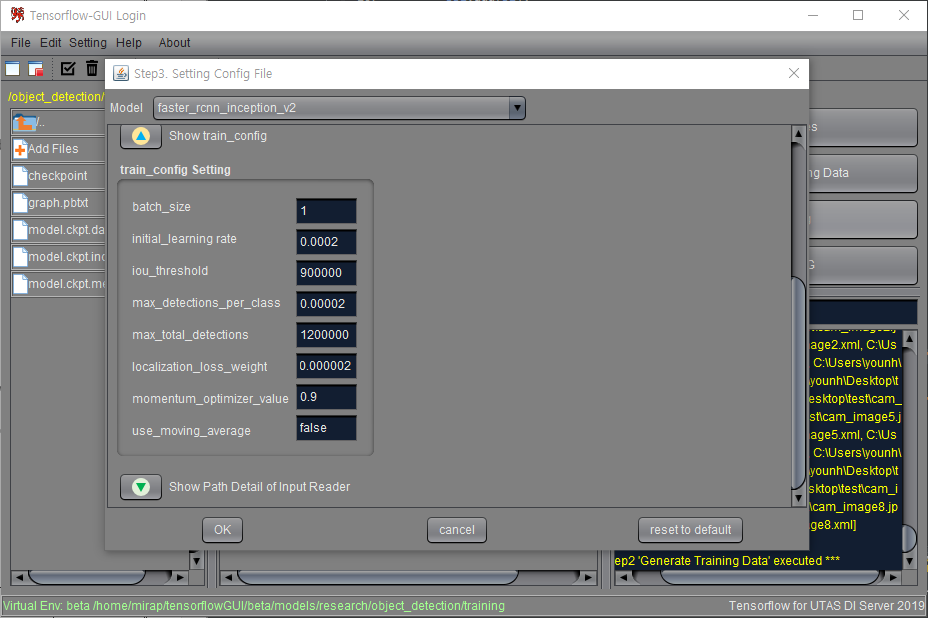 Tensorflow-GUI Login
File Edit Setting Help About
Step3. Setting Config File
/object_detection/
Model faster_rcnn_inception_v2
/..
Add Files
checkpoint
graph.pbtxt
model.ckpt.da
model.ckpt.ind
model.ckpt.me
Show train_config
train_config Setting
batch_size 1
initial_learning rate 0.0002
iou_threshold 900000
max_detections_per_class 0.00002
max_total_detections 1200000
localization_loss_weight 0.000002
momentum_optimizer_value 0.9
use_moving_average false
Show Path Detail of Input Reader
OK cancel reset to default
s
ng Data
G
age2.xml, C:\Us
C:\Users\younh\
younh\Desktop\t
esktop\test\cam_
st\cam_image5.j
age5.xml, C:\Us
C:\Users\younh\
younh\Desktop\t
sktop\test\cam_i
\cam_image8.jp
ge8.xml]
ep2 'Generate Training Data' executed ***
Virtual Env: beta /home/mirap/tensorflowGUI/beta/models/research/object_detection/training
Tensorflow for UTAS DI Server 2019